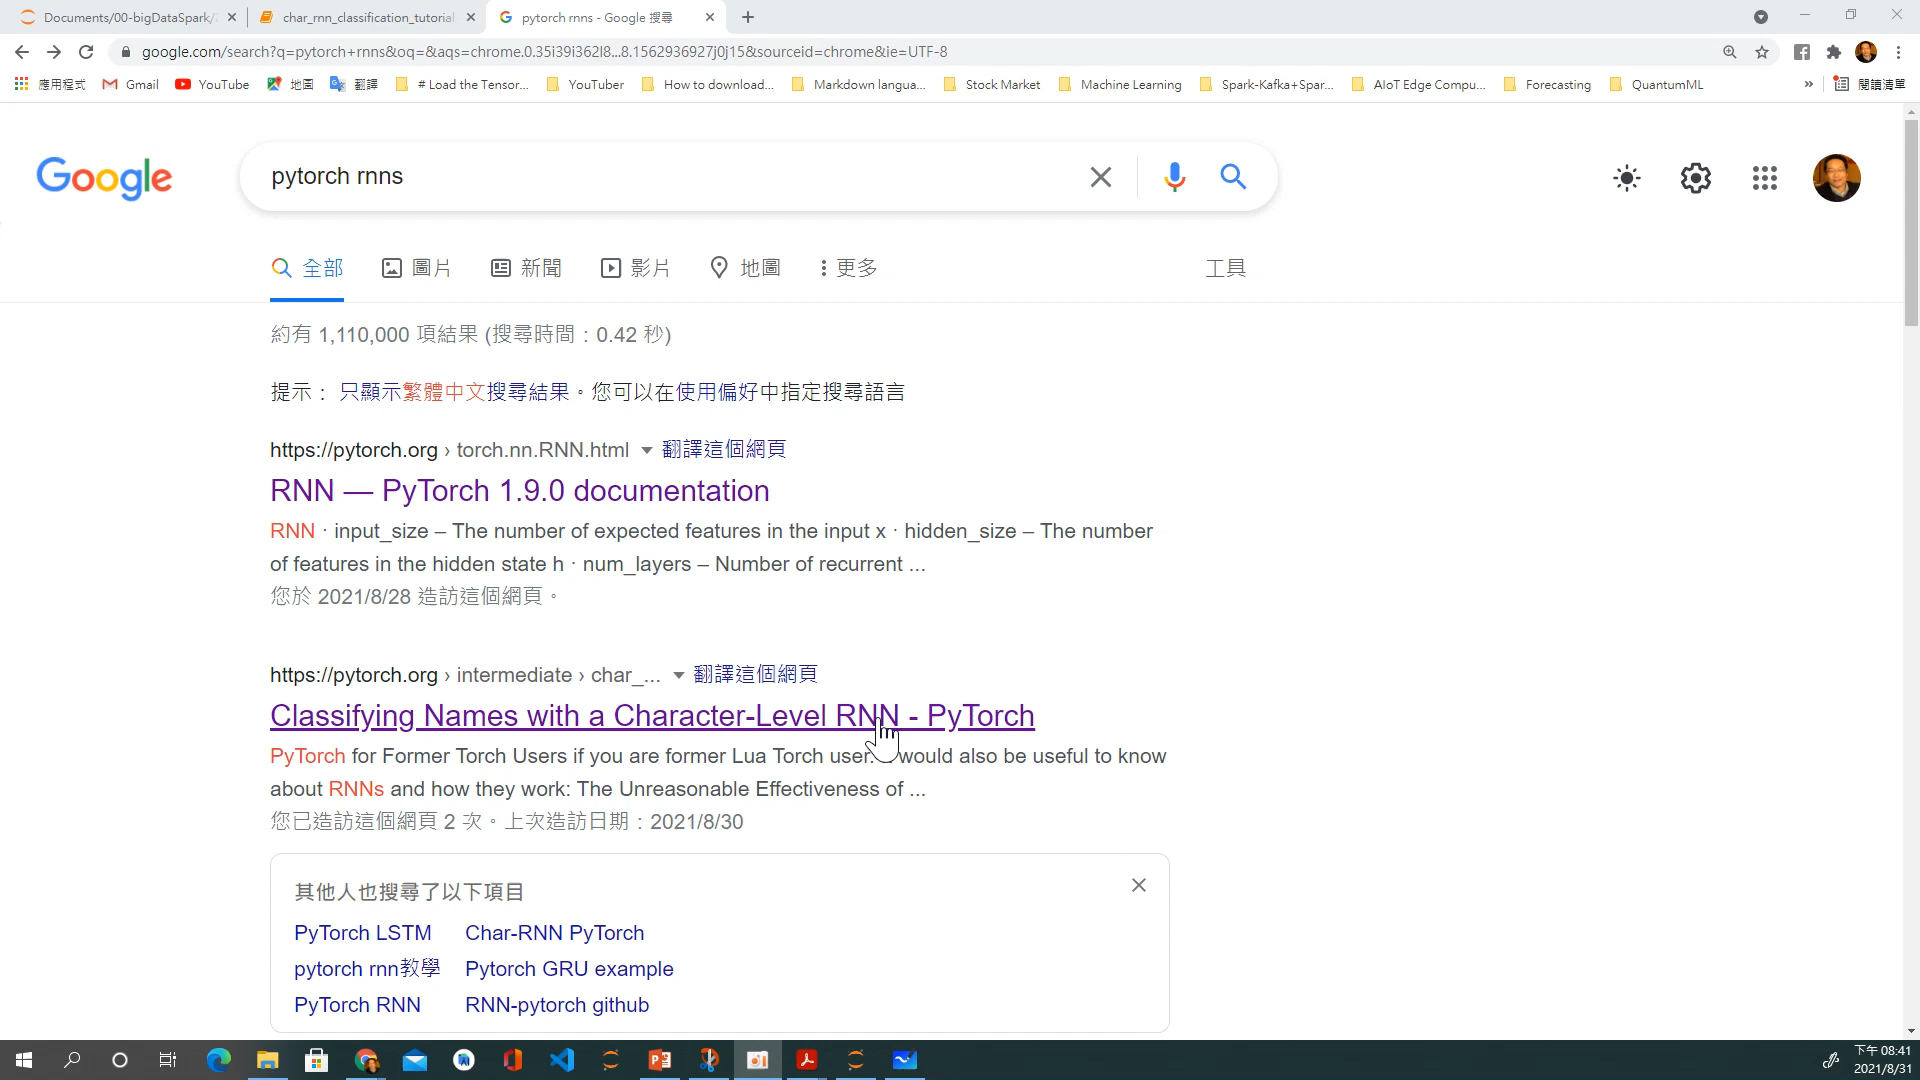 Documents/00-bigDataSpark/
char_rnn_classification_tutorial
pytorch rnns - Google 搜尋
google.com/search?q=pytorch+rnns&oq=&aqs=chrome.0.35i39i362l8...8.1562936927j0j15&sourceid=chrome&ie=UTF-8
應用程式
Gmail
YouTube
地圖
翻譯
# Load the Tensor...
YouTuber
How to download...
Markdown langua...
Stock Market
Machine Learning
Spark-Kafka+Spar...
AIoT Edge Compu...
Forecasting
QuantumML
»
閱讀清單
Google
pytorch rnns
全部
圖片
新聞
影片
地圖
更多
工具
約有 1,110,000 項結果 (搜尋時間：0.42 秒)
提示： 只顯示繁體中文搜尋結果。您可以在使用偏好中指定搜尋語言
https://pytorch.org › torch.nn.RNN.html 翻譯這個網頁
RNN — PyTorch 1.9.0 documentation
RNN · input_size – The number of expected features in the input x · hidden_size – The number
of features in the hidden state h · num_layers – Number of recurrent ...
您於 2021/8/28 造訪這個網頁。
https://pytorch.org › intermediate › char_... 翻譯這個網頁
Classifying Names with a Character-Level RNN - PyTorch
PyTorch for Former Torch Users if you are former Lua Torch user. would also be useful to know
about RNNs and how they work: The Unreasonable Effectiveness of ...
您已造訪這個網頁 2 次。上次造訪日期：2021/8/30
其他人也搜尋了以下項目
PyTorch LSTM
Char-RNN PyTorch
pytorch rnn教學
Pytorch GRU example
PyTorch RNN
RNN-pytorch github
下午 08:41
2021/8/31